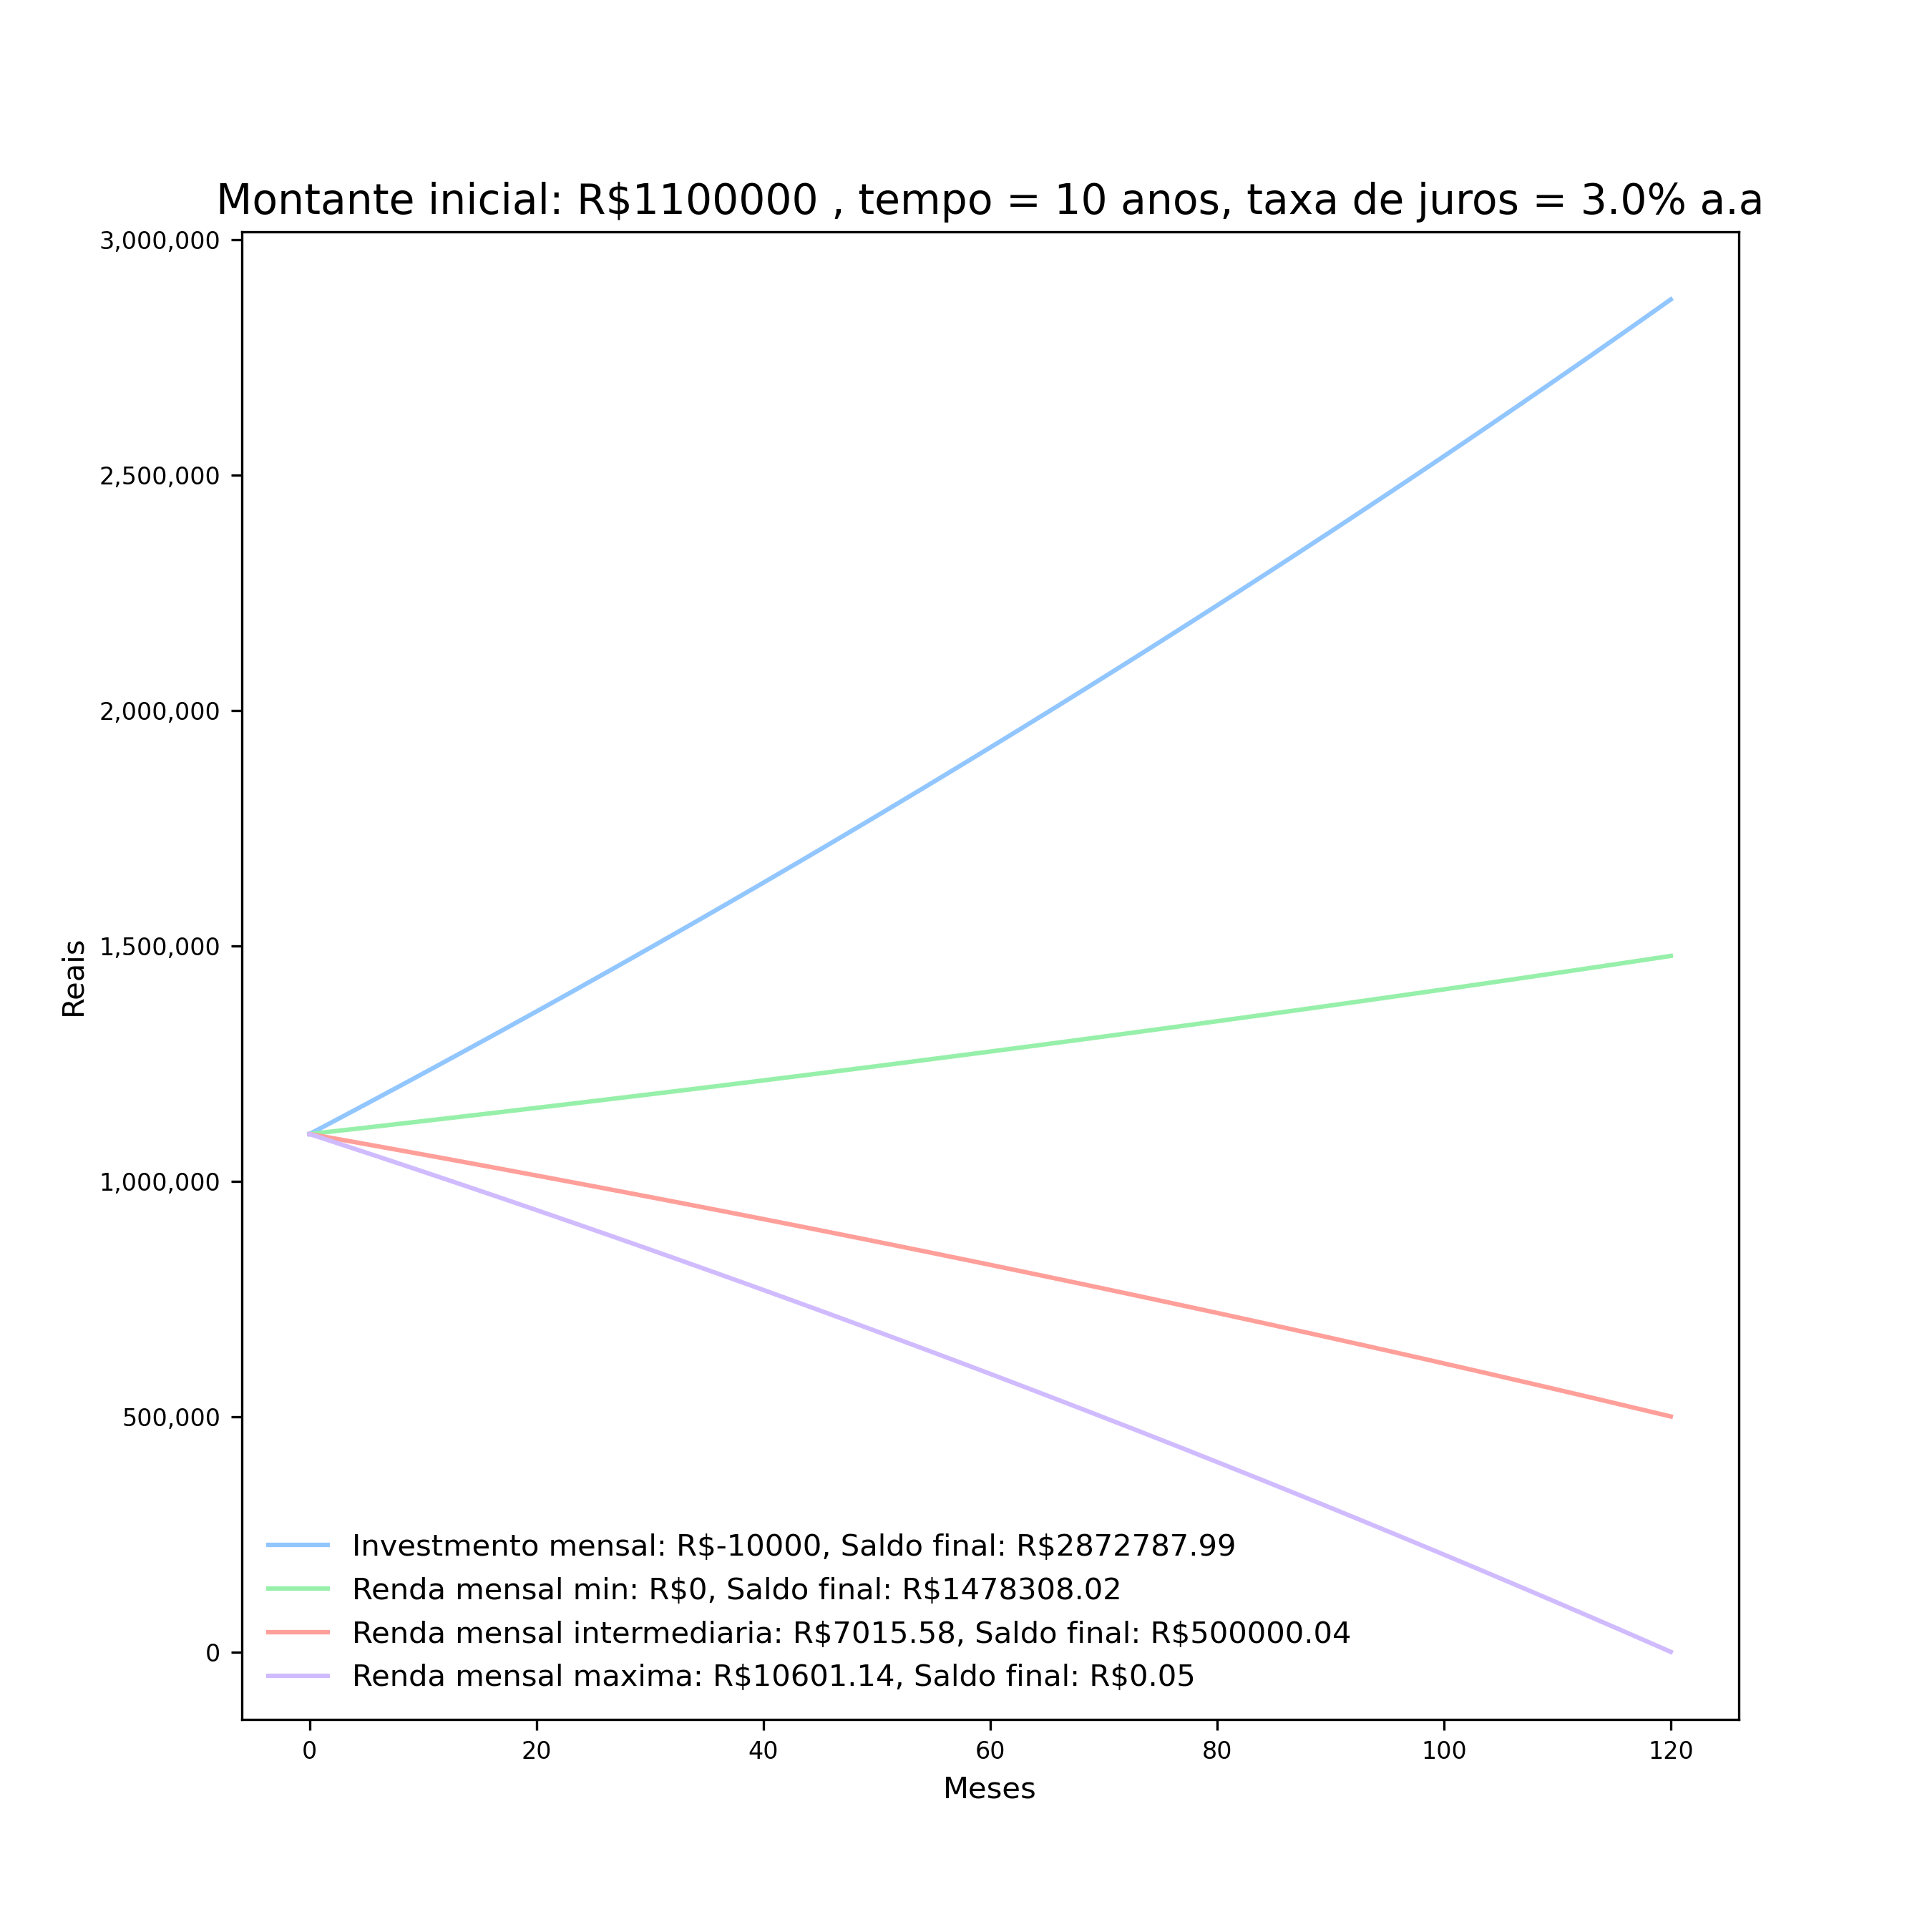 Montante inicial: R$1100000 , tempo = 10 anos, taxa de juros = 3.0% a.a
3,000,000
2,500,000
2,000,000
1,500,000
1,000,000
500,000
0
Reais
Investmento mensal: R$-10000, Saldo final: R$2872787.99
Renda mensal min: R$0, Saldo final: R$1478308.02
Renda mensal intermediaria: R$7015.58, Saldo final: R$500000.04
Renda mensal maxima: R$10601.14, Saldo final: R$0.05
0 20 40 60 80 100 120
Meses